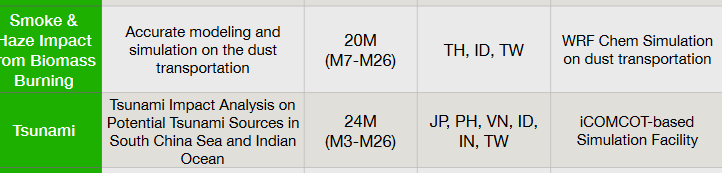 Smoke &
Haze Impact
from Biomass
Burning
Accurate modeling and
simulation on the dust
transportation
20M
(M7-M26)
TH, ID, TW
WRF Chem Simulation
on dust transportation
Tsunami
Tsunami Impact Analysis on
Potential Tsunami Sources in
South China Sea and Indian
Ocean
24M
(M3-M26)
JP, PH, VN, ID,
IN, TW
iCOMCOT-based
Simulation Facility